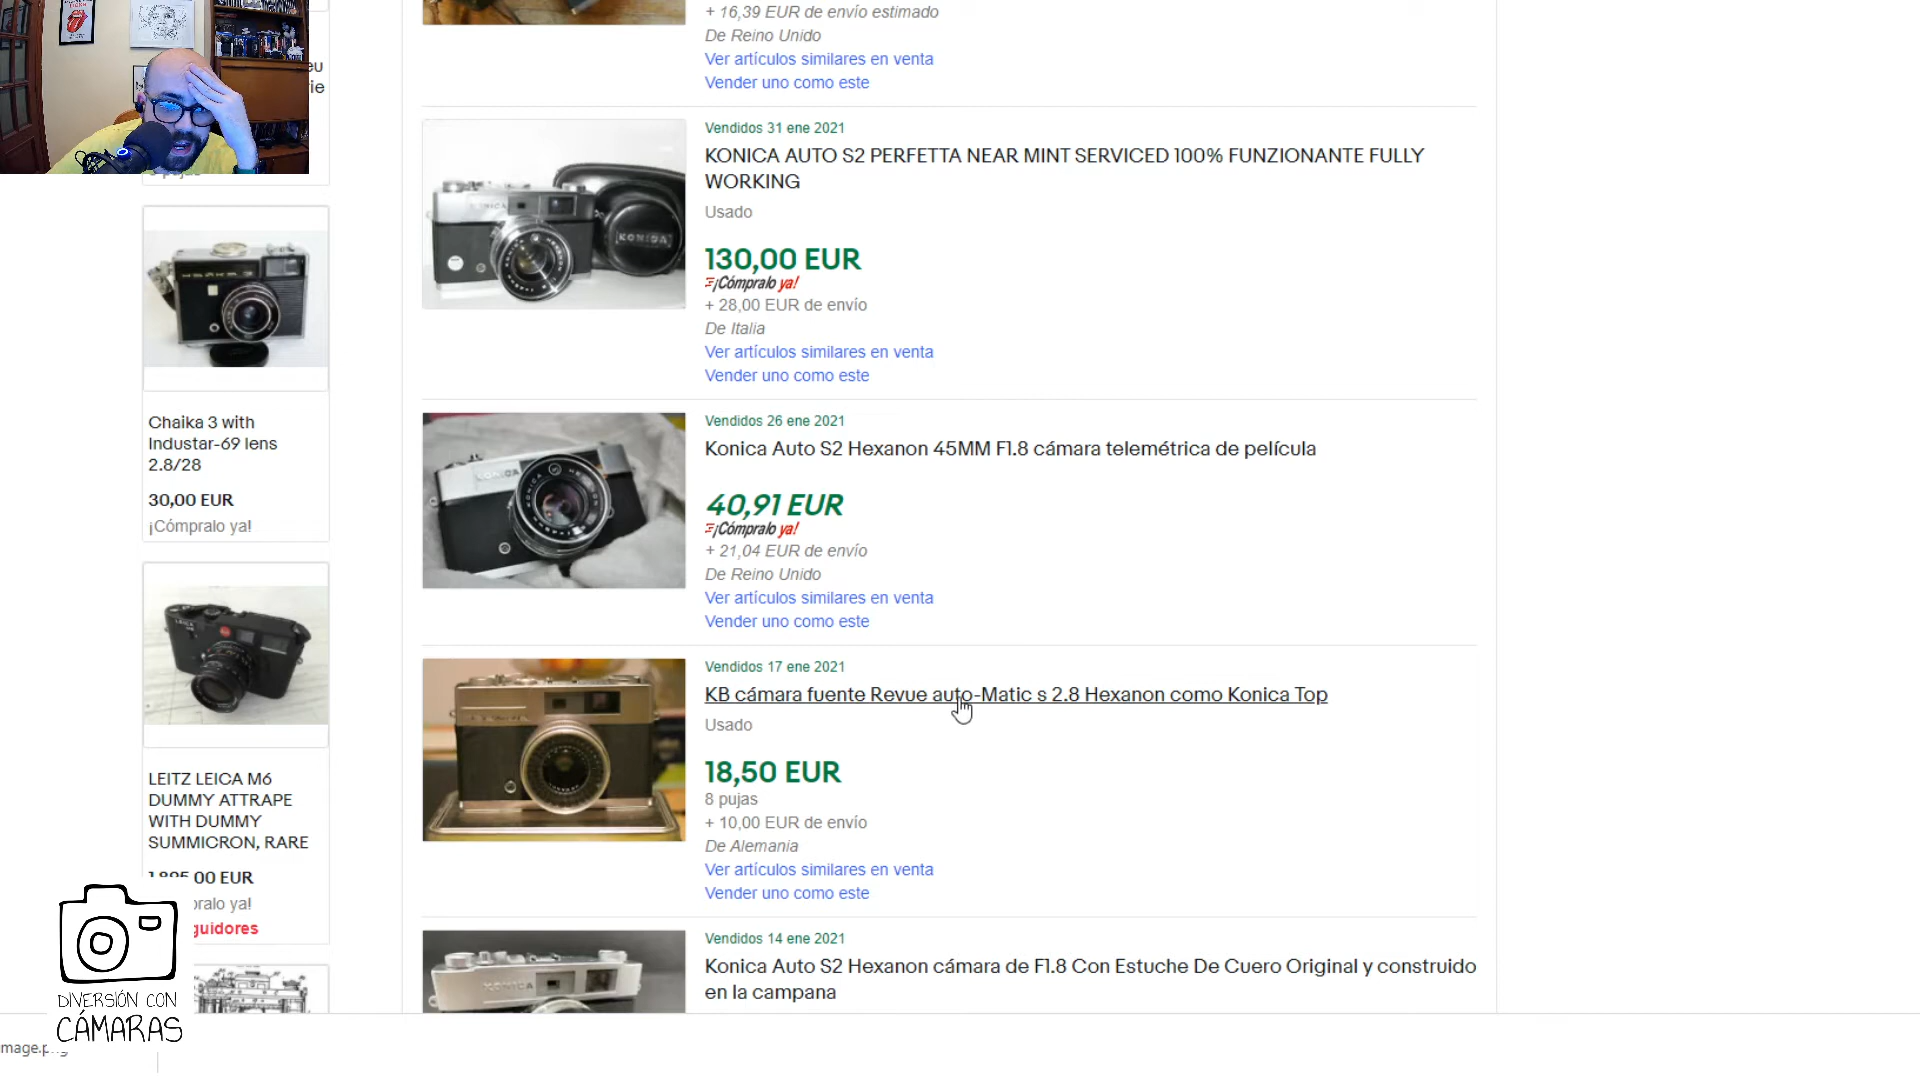 + 16,39 EUR de envío estimado
De Reino Unido
Ver artículos similares en venta
Vender uno como este
Vendidos 31 ene 2021
KONICA AUTO S2 PERFETTA NEAR MINT SERVICED 100% FUNZIONANTE FULLY
WORKING
Usado
130,00 EUR
¡Cómpralo ya!
+ 28,00 EUR de envío
De Italia
Ver artículos similares en venta
Vender uno como este
Vendidos 26 ene 2021
Konica Auto S2 Hexanon 45MM F1.8 cámara telemétrica de película
40,91 EUR
¡Cómpralo ya!
+ 21,04 EUR de envío
De Reino Unido
Ver artículos similares en venta
Vender uno como este
Vendidos 17 ene 2021
KB cámara fuente Revue auto-Matic s 2.8 Hexanon como Konica Top
Usado
18,50 EUR
8 pujas
+ 10,00 EUR de envío
De Alemania
Ver artículos similares en venta
Vender uno como este
Vendidos 14 ene 2021
Konica Auto S2 Hexanon cámara de F1.8 Con Estuche De Cuero Original y construido
en la campana
Chaika 3 with
Industar-69 lens
2.8/28
30,00 EUR
¡Cómpralo ya!
LEITZ LEICA M6
DUMMY ATTRAPE
WITH DUMMY
SUMMICRON, RARE
00 EUR
ya!
DIVERSIÓN CON
CÁMARAS
KONICA
KONICA